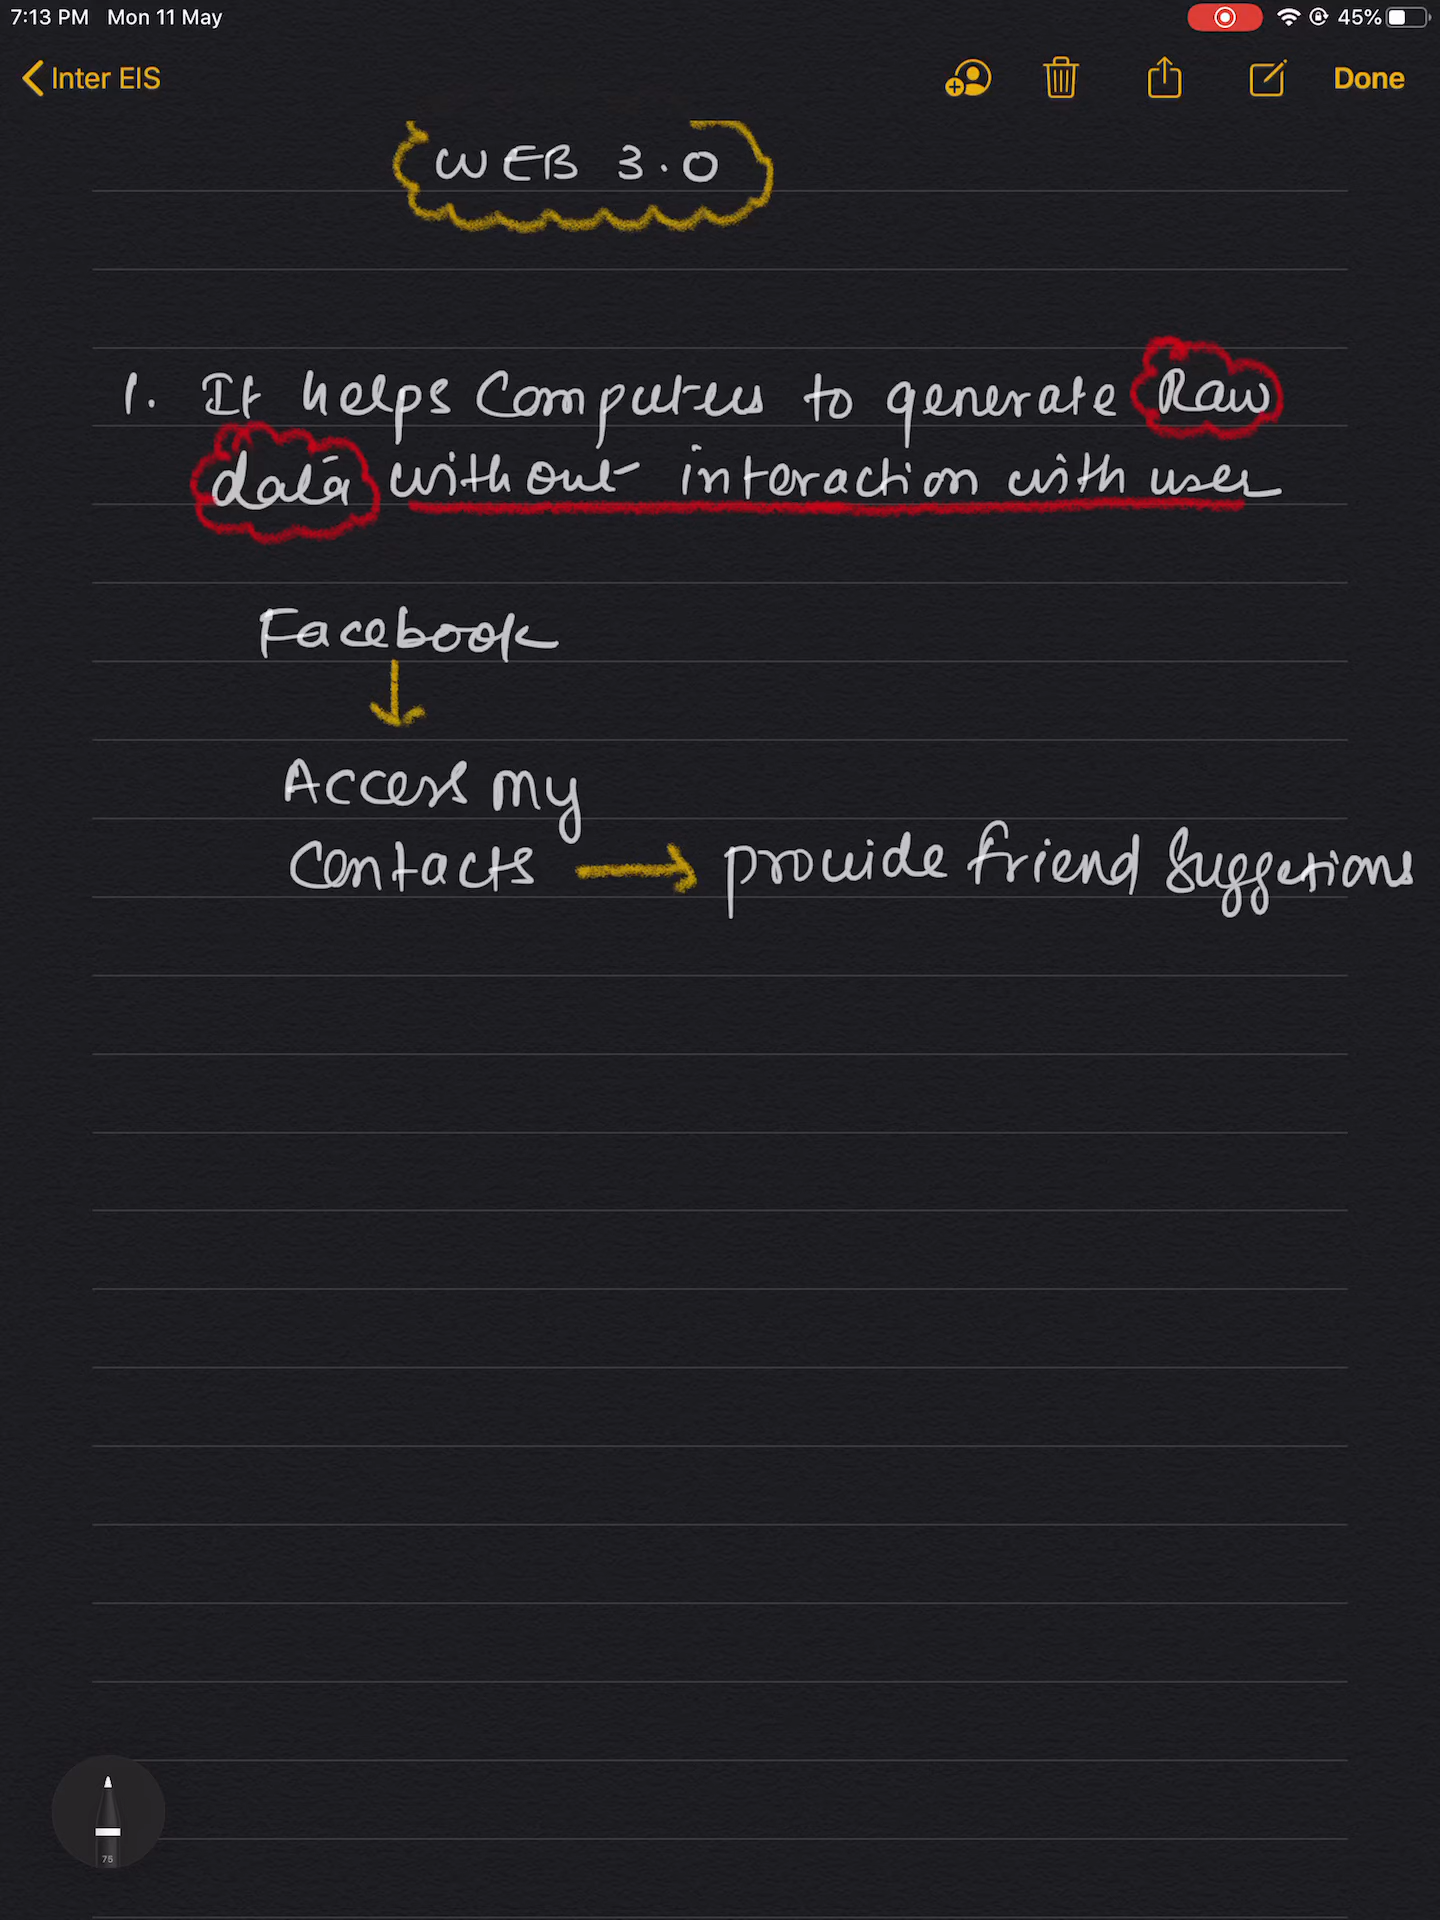 7:13 PM Mon 11 May 45%
Inter EIS Done
WEB 3.0
1. It helps Computers to generate Raw
data without interaction with user
Facebook
Access my
Contacts → provide friend Suggestions
75